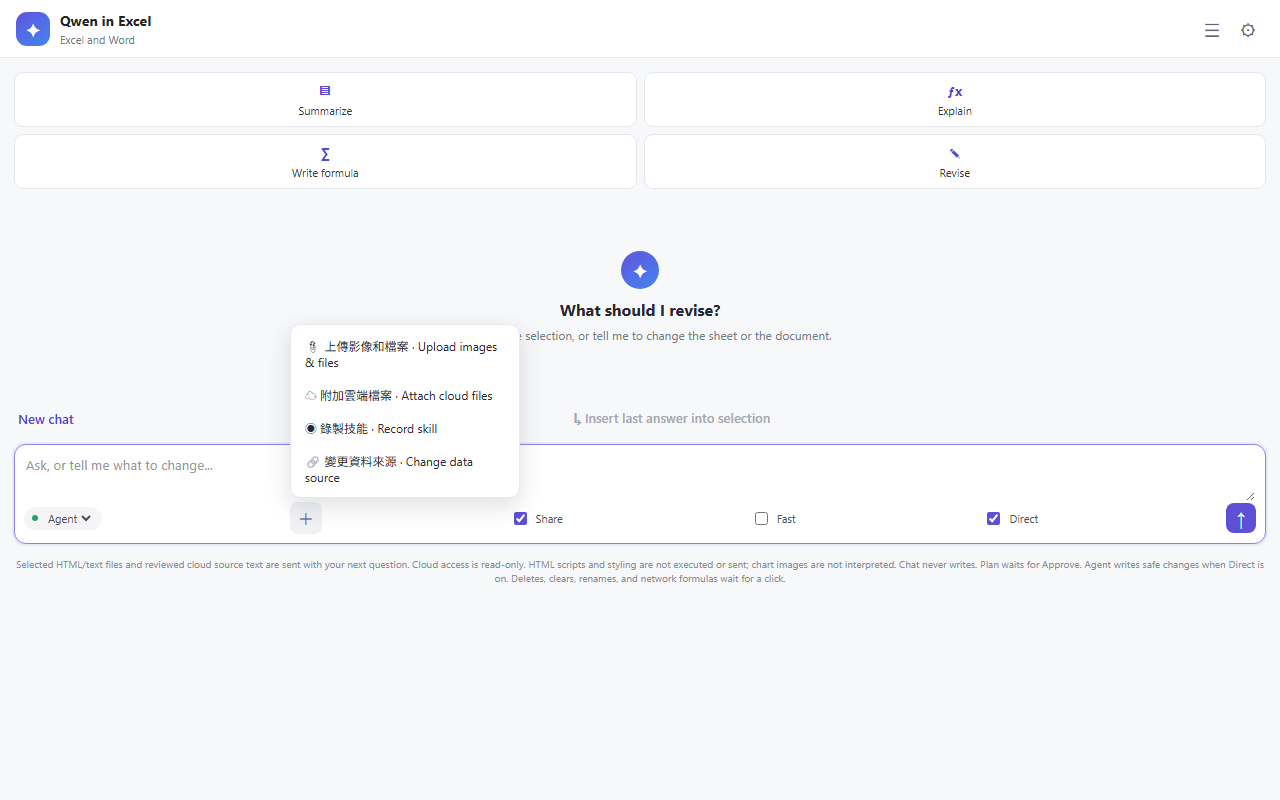 Qwen in Excel
Excel and Word
Summarize
ƒx
Explain
Σ
Write formula
Revise
What should I revise?
selection, or tell me to change the sheet or the document.
上傳影像和檔案 · Upload images
& files
附加雲端檔案 · Attach cloud files
錄製技能 · Record skill
變更資料來源 · Change data
source
New chat
↳ Insert last answer into selection
Ask, or tell me what to change...
Agent
+
Share
Fast
Direct
Selected HTML/text files and reviewed cloud source text are sent with your next question. Cloud access is read-only. HTML scripts and styling are not executed or sent; chart images are not interpreted. Chat never writes. Plan waits for Approve. Agent writes safe changes when Direct is
on. Deletes, clears, renames, and network formulas wait for a click.